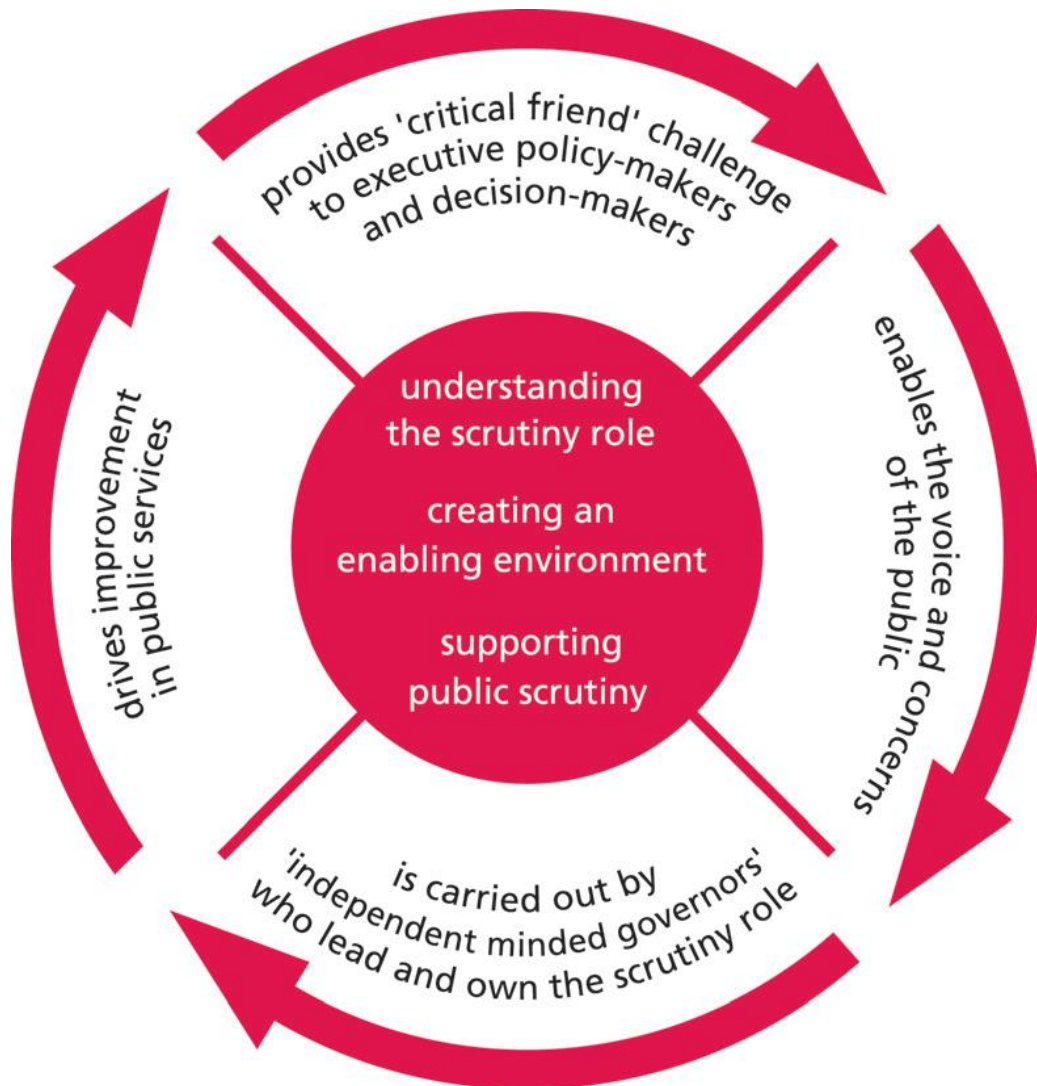 provides 'critical friend' challenge
to executive policy-makers
and decision-makers
enables the voice and concerns
of the public
is carried out by
'independent minded governors'
who lead and own the scrutiny role
drives improvement
in public services
understanding
the scrutiny role
creating an
enabling environment
supporting
public scrutiny